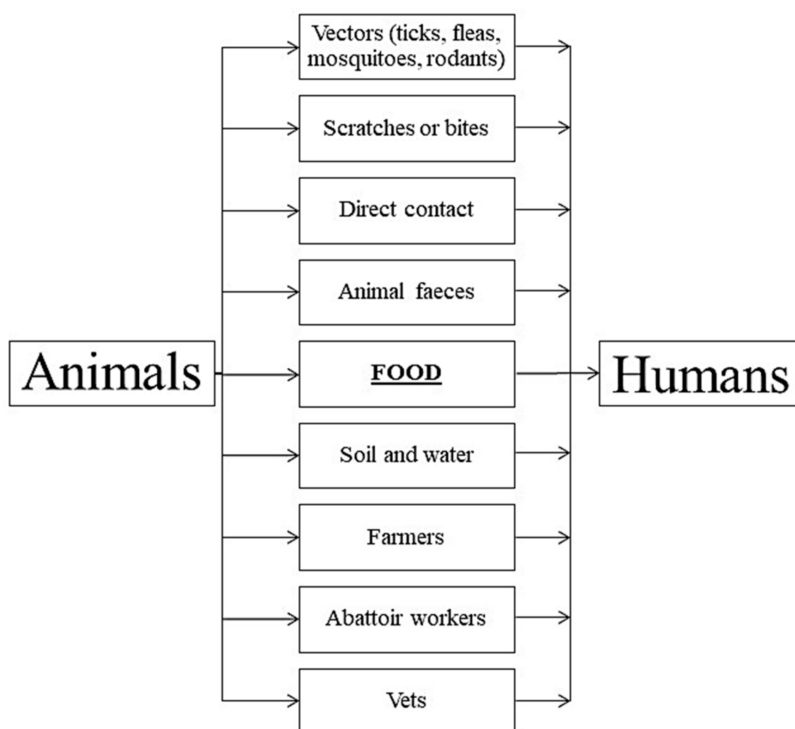 Vectors (ticks, fleas,
mosquitoes, rodants)
Scratches or bites
Direct contact
Animal faeces
Animals
FOOD
Humans
Soil and water
Farmers
Abattoir workers
Vets